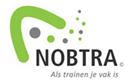 NOBTRA©
Als trainen je vak is